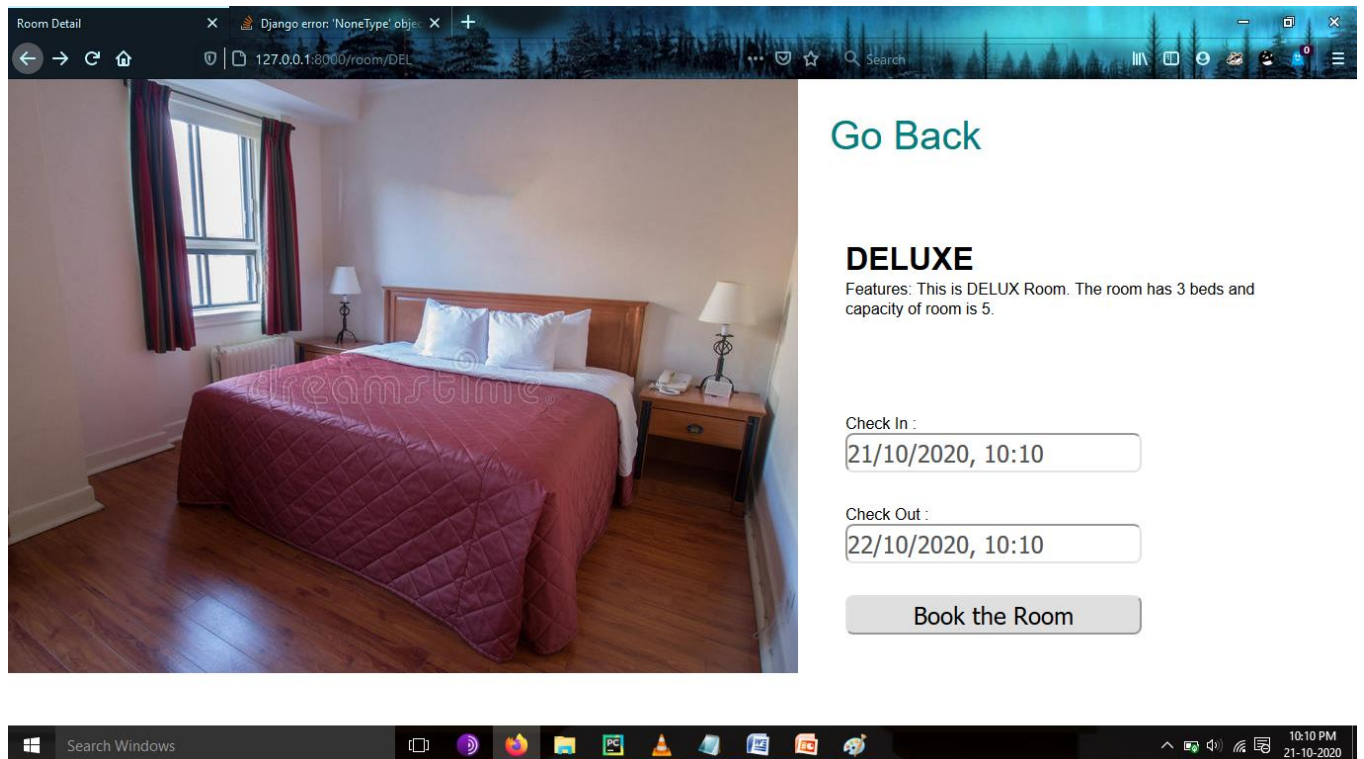 Room Detail
Django error: 'NoneType' objec
127.0.0.1:8000/room/DEL
Search
0
Go Back
DELUXE
Features: This is DELUX Room. The room has 3 beds and
capacity of room is 5.
dreamstime
Check In :
21/10/2020, 10:10
Check Out :
22/10/2020, 10:10
Book the Room
Search Windows
PC
10:10 PM
21-10-2020